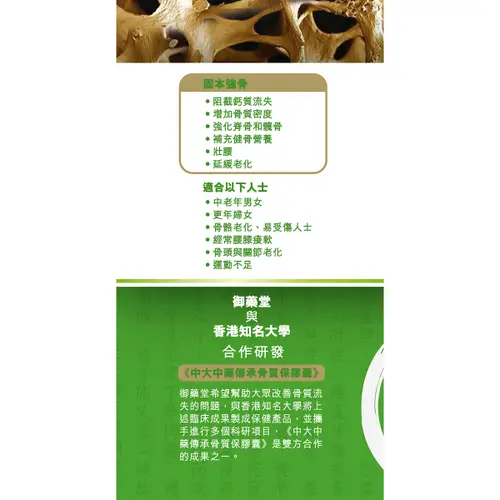 固本強骨
•阻截鈣質流失
•增加骨質密度
•強化脊骨和髖骨
•補充健骨營養
•壯腰
•延緩老化
適合以下人士
•中老年男女
•更年婦女
•骨骼老化、易受傷人士
•經常腰膝痠軟
•骨頭與關節老化
•運動不足
御藥堂
與
香港知名大學
合作研發
《中大中藥傳承骨質保膠囊》
御藥堂希望幫助大眾改善骨質流
失的問題，與香港知名大學將上
述臨床成果製成保健產品，並攜
手進行多個科研項目，《中大中
藥傳承骨質保膠囊》是雙方合作
的成果之一。